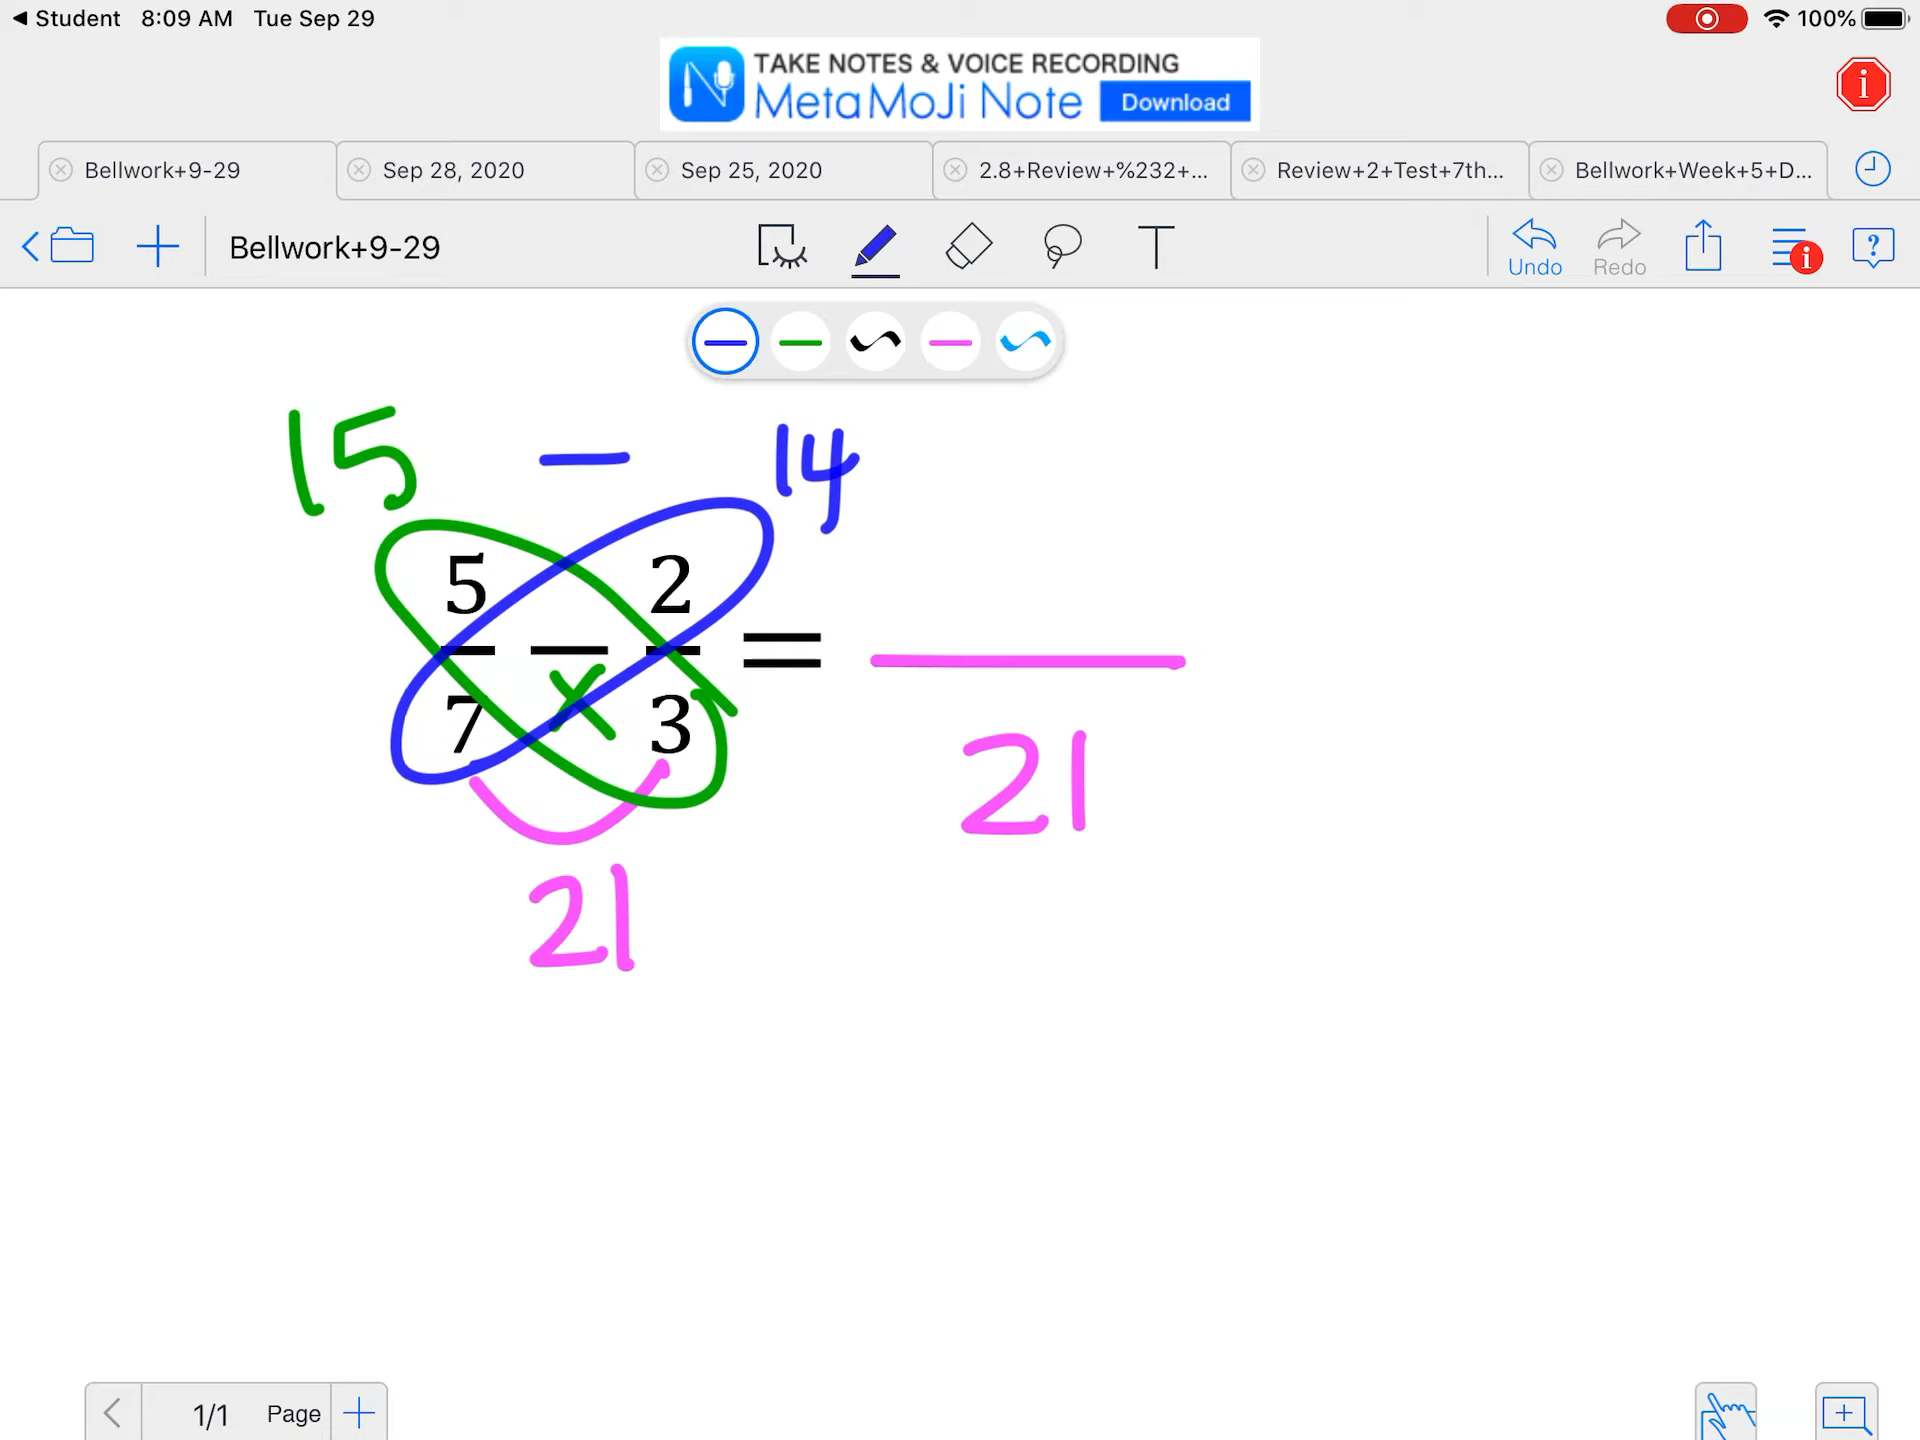 Student 8:09 AM Tue Sep 29 100%
TAKE NOTES & VOICE RECORDING
MetaMoJi Note Download
Bellwork+9-29 Sep 28, 2020 Sep 25, 2020 2.8+Review+%232+... Review+2+Test+7th... Bellwork+Week+5+D...
Bellwork+9-29 T Undo Redo i ?
15 − 14
5/7 − 2/3 = /21
×
21
1/1 Page